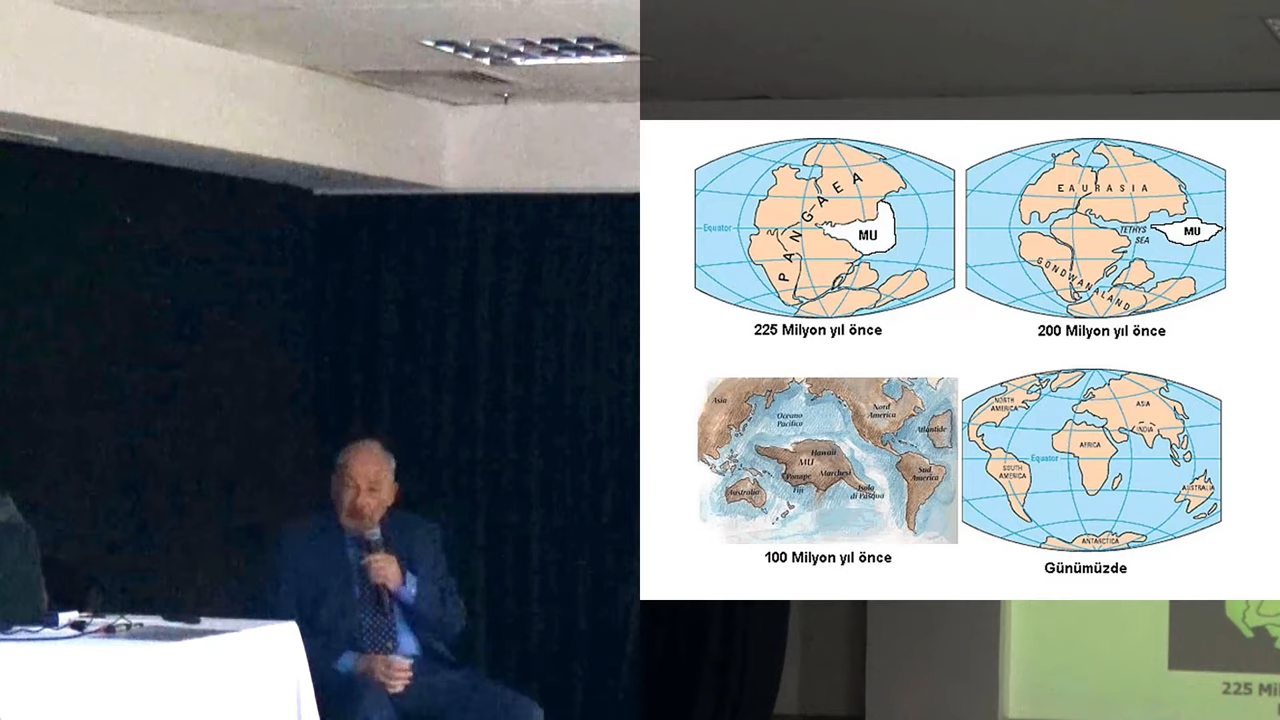 PANGAEA
Equator
MU
225 Milyon yıl önce
EAURASIA
TETHYS
SEA
MU
GONDWANALAND
200 Milyon yıl önce
Asia
Oceano
Pacifico
Nord
America
Atlantide
MU
Hawaii
Ponape
Marchesi
Fiji
Isola
di Pasqua
Sud
America
Australia
100 Milyon yıl önce
NORTH
AMERICA
ASIA
INDIA
AFRICA
Equator
SOUTH
AMERICA
AUSTRALIA
ANTARCTICA
Günümüzde
225 Mil